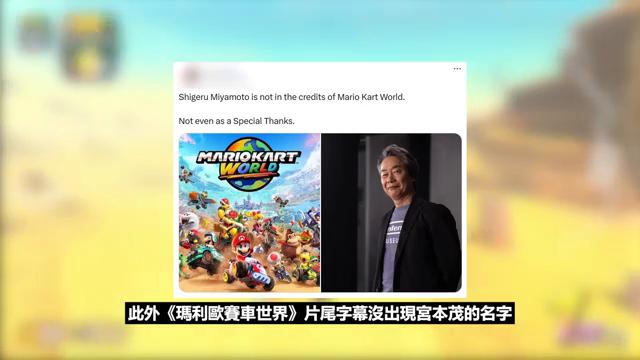 Shigeru Miyamoto is not in the credits of Mario Kart World.
Not even as a Special Thanks.
MARIOKART
WORLD
此外《瑪利歐賽車世界》片尾字幕沒出現宮本茂的名字